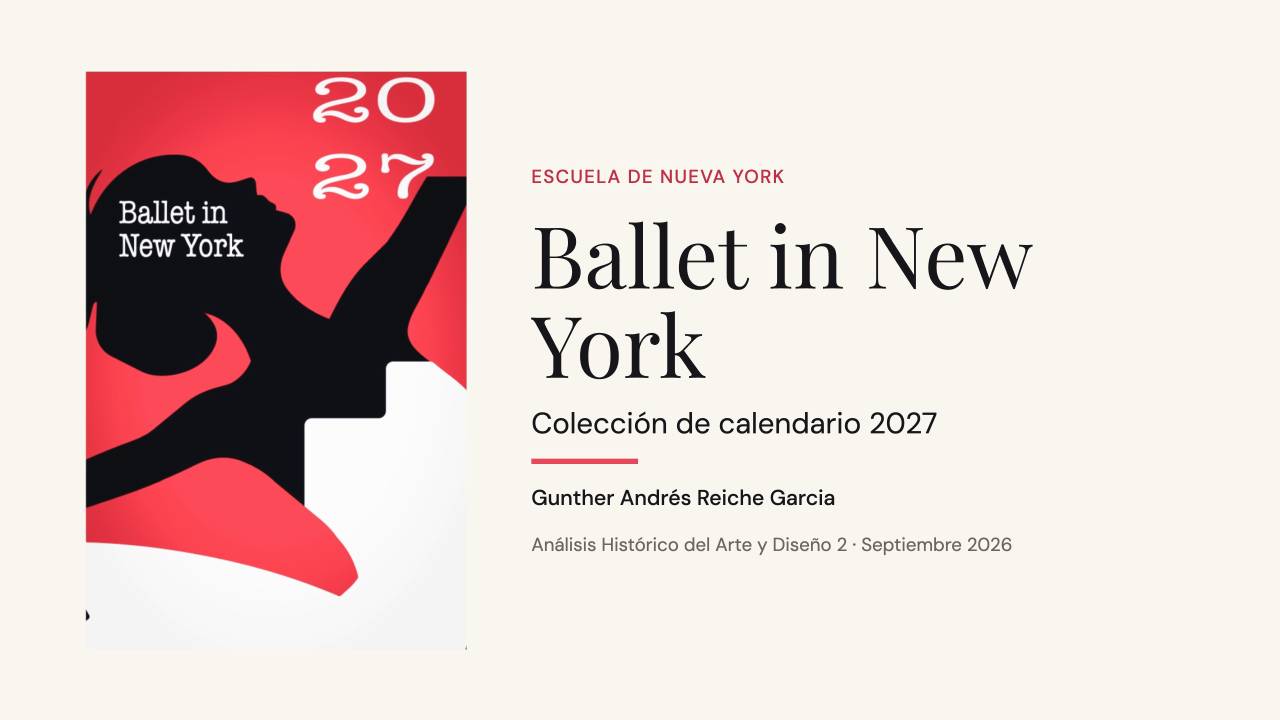 20
27
Ballet in
New York
ESCUELA DE NUEVA YORK
Ballet in New
York
Colección de calendario 2027
Gunther Andrés Reiche Garcia
Análisis Histórico del Arte y Diseño 2 · Septiembre 2026